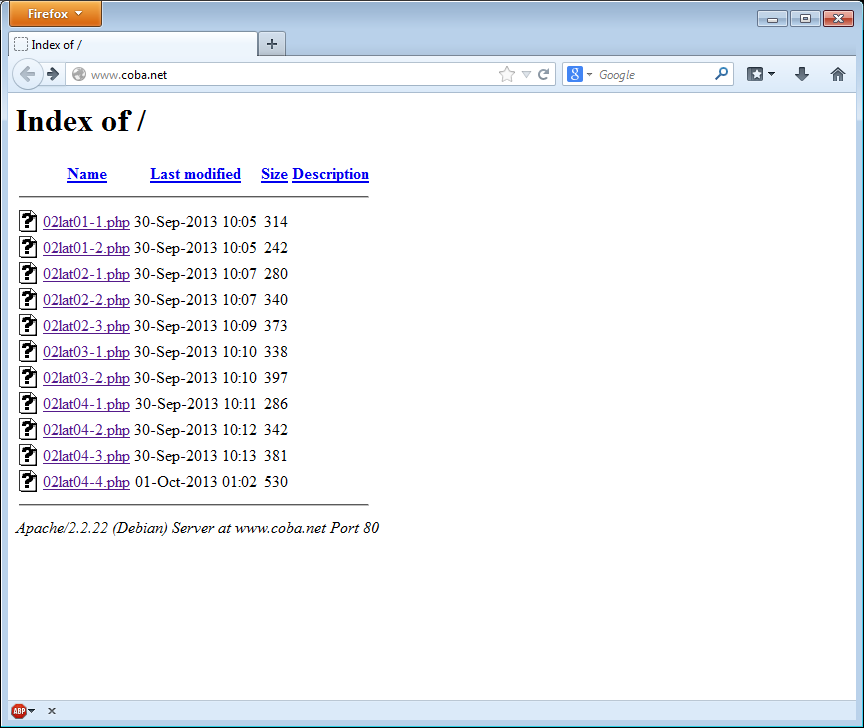 Firefox
Index of /
www.coba.net
8 Google
Index of /
Name Last modified Size Description
? 02lat01-1.php 30-Sep-2013 10:05 314
? 02lat01-2.php 30-Sep-2013 10:05 242
? 02lat02-1.php 30-Sep-2013 10:07 280
? 02lat02-2.php 30-Sep-2013 10:07 340
? 02lat02-3.php 30-Sep-2013 10:09 373
? 02lat03-1.php 30-Sep-2013 10:10 338
? 02lat03-2.php 30-Sep-2013 10:10 397
? 02lat04-1.php 30-Sep-2013 10:11 286
? 02lat04-2.php 30-Sep-2013 10:12 342
? 02lat04-3.php 30-Sep-2013 10:13 381
? 02lat04-4.php 01-Oct-2013 01:02 530
Apache/2.2.22 (Debian) Server at www.coba.net Port 80
ABP